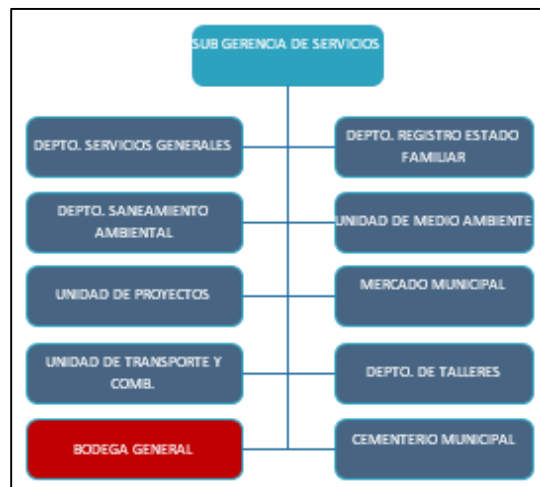 SUB GERENCIA DE SERVICIOS
DEPTO. SERVICIOS GENERALES
DEPTO. REGISTRO ESTADO
FAMILIAR
DEPTO. SANEAMIENTO
AMBIENTAL
UNIDAD DE MEDIO AMBIENTE
UNIDAD DE PROYECTOS
MERCADO MUNICIPAL
UNIDAD DE TRANSPORTE Y
COMB.
DEPTO. DE TALLERES
BODEGA GENERAL
CEMENTERIO MUNICIPAL